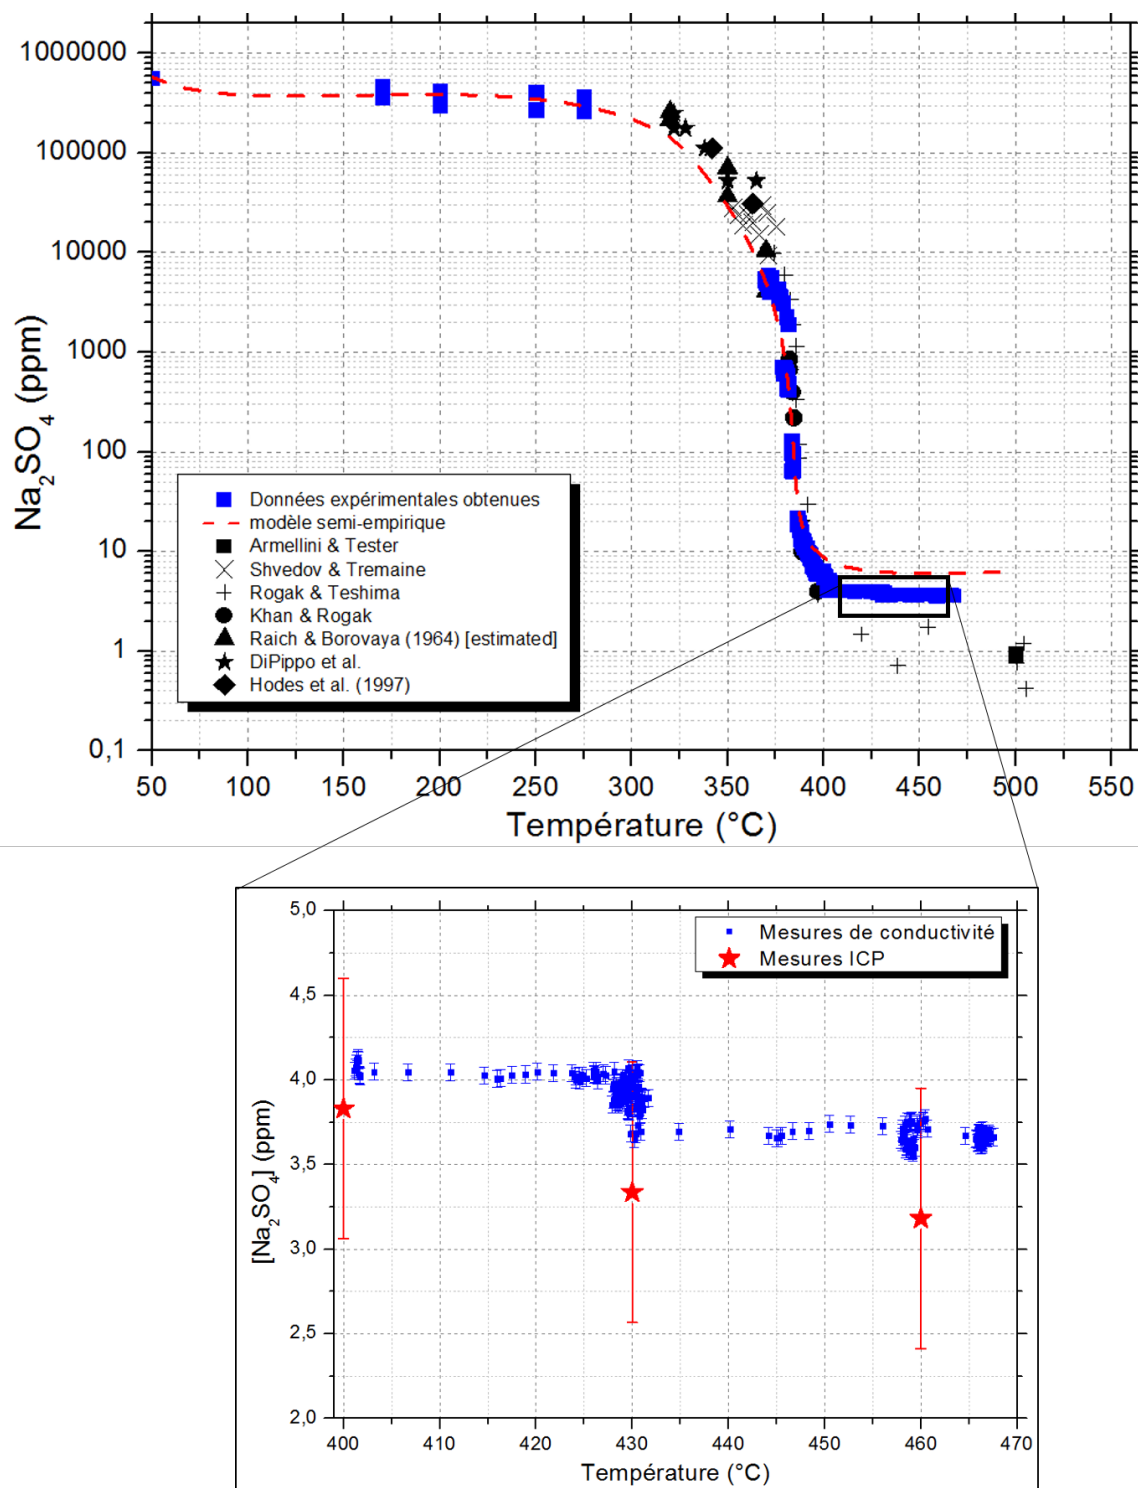 1000000
100000
10000
1000
100
10
1
0,1
Na₂SO₄ (ppm)
Données expérimentales obtenues
modèle semi-empirique
Armellini & Tester
Shvedov & Tremaine
Rogak & Teshima
Khan & Rogak
Raich & Borovaya (1964) [estimated]
DiPippo et al.
Hodes et al. (1997)
50 100 150 200 250 300 350 400 450 500 550
Température (°C)
5,0
4,5
4,0
3,5
3,0
2,5
2,0
[Na₂SO₄] (ppm)
Mesures de conductivité
Mesures ICP
400 410 420 430 440 450 460 470
Température (°C)